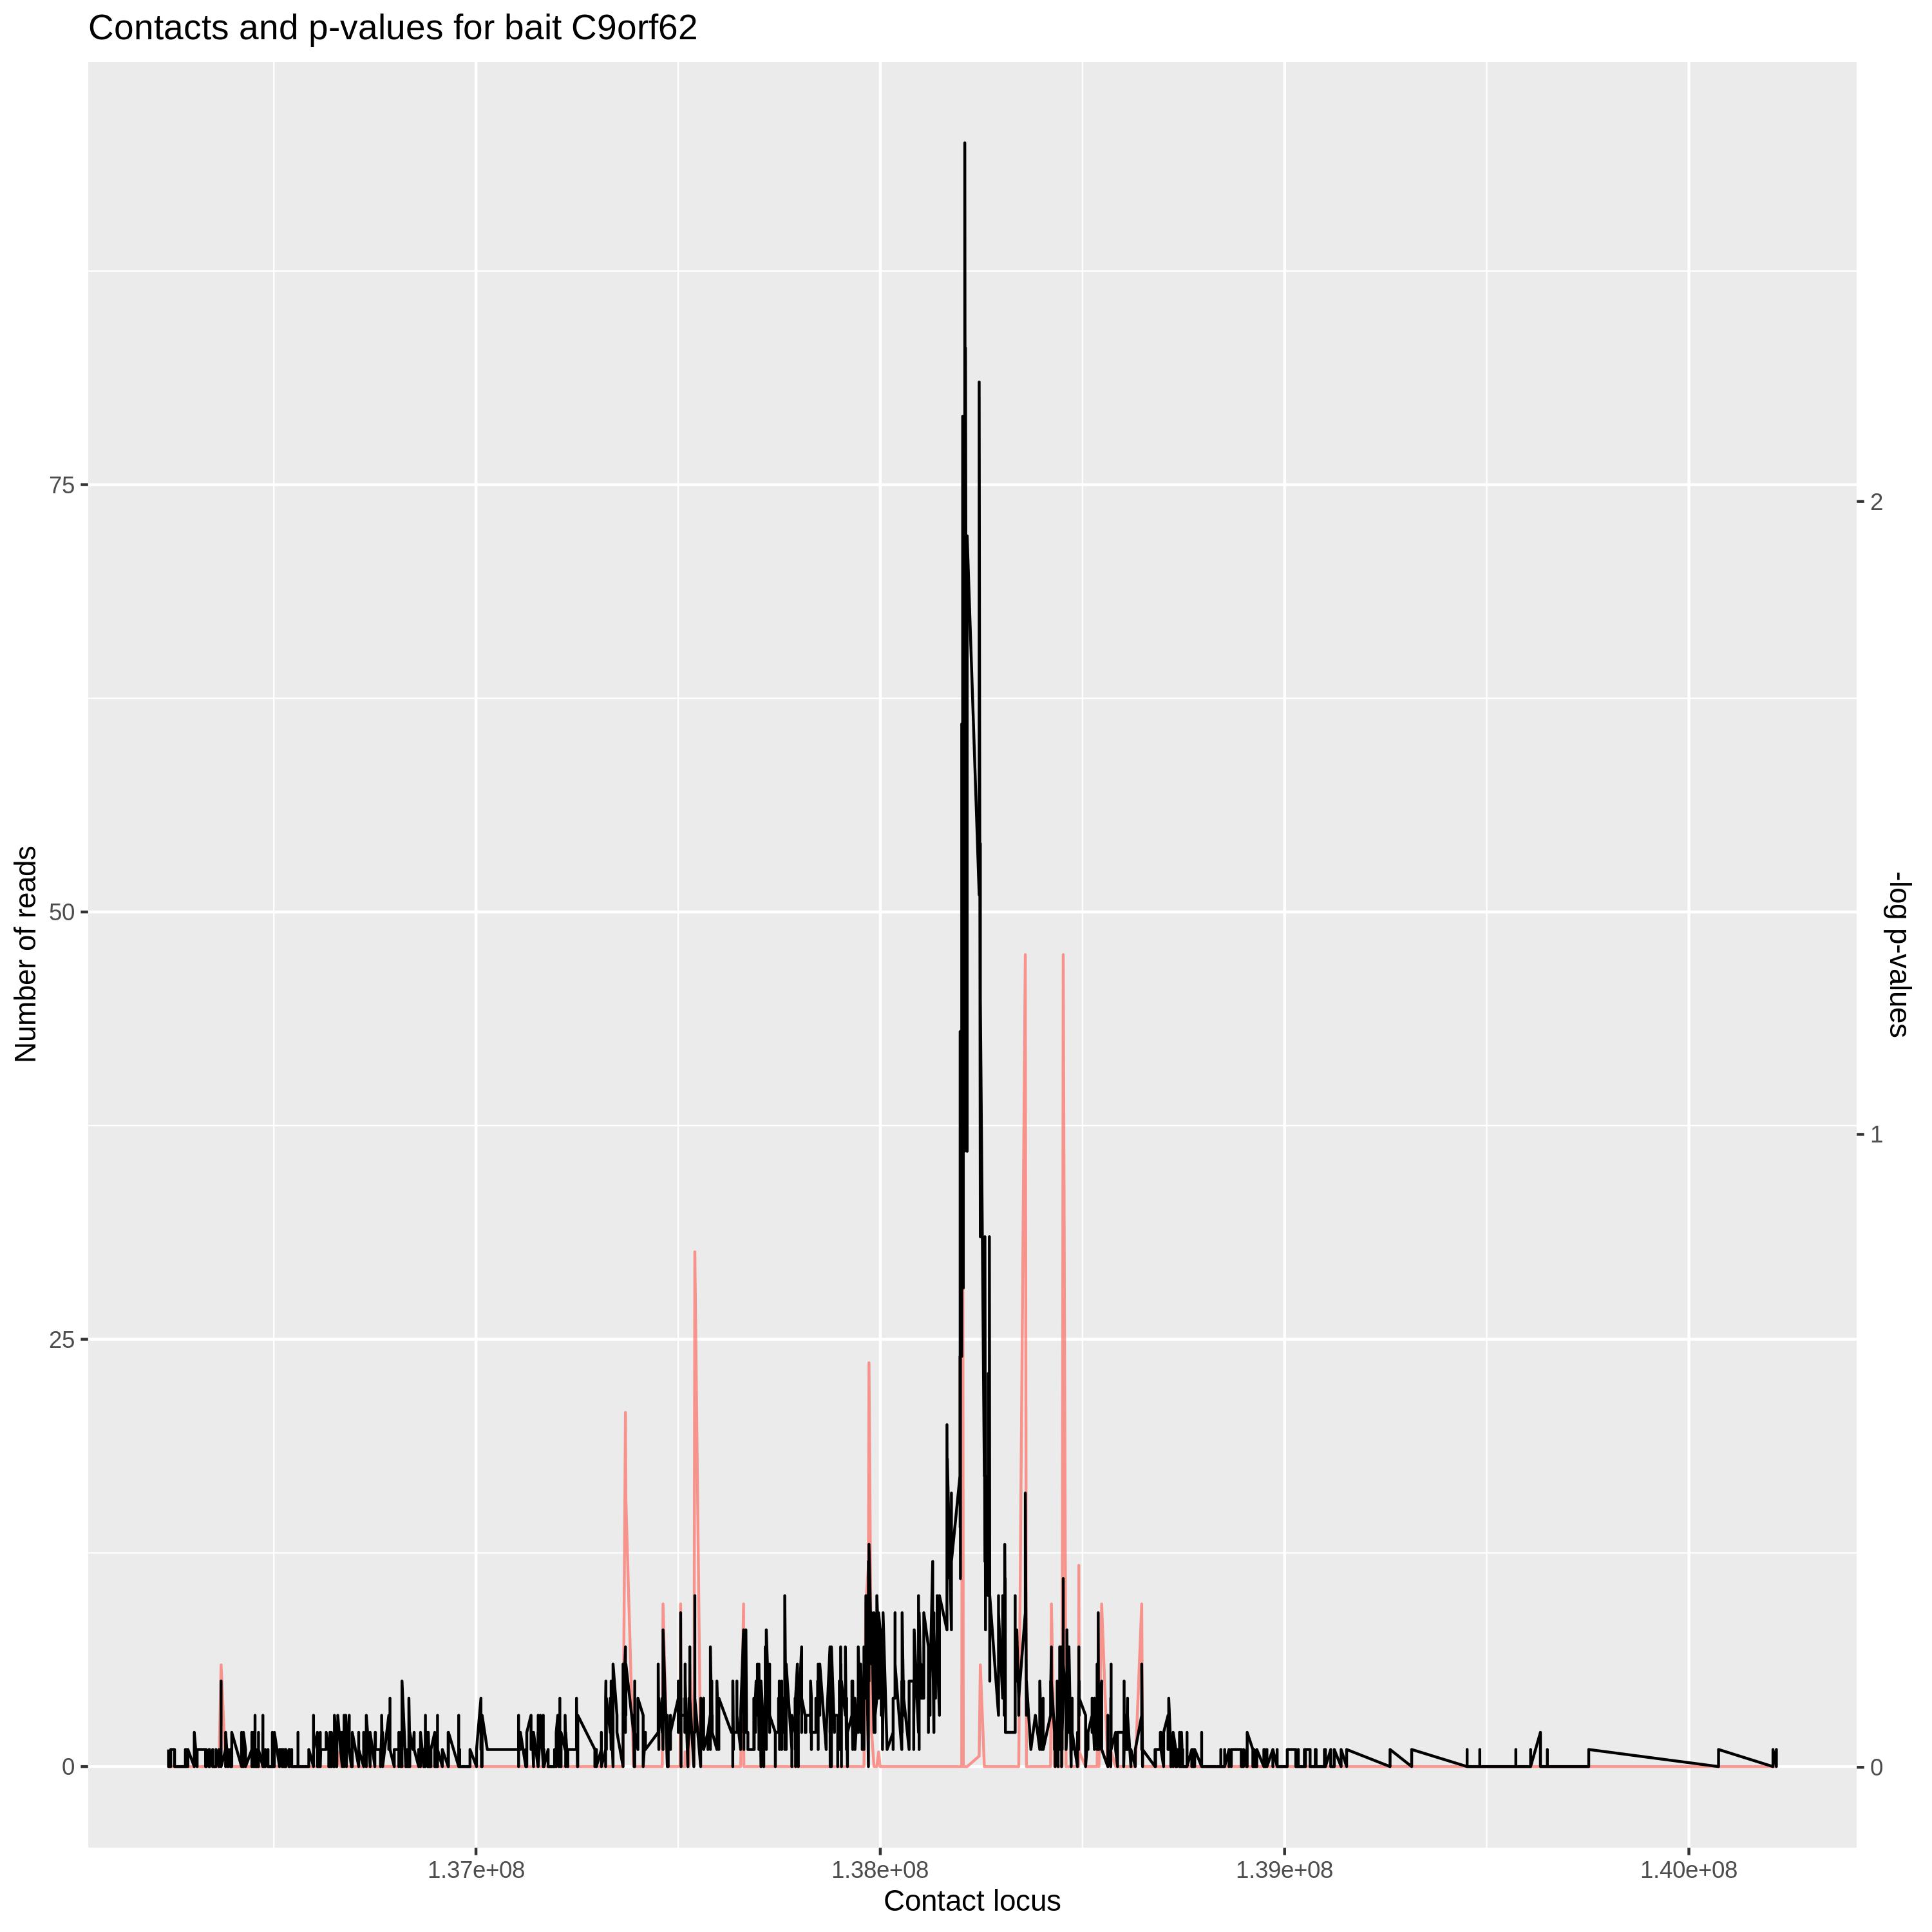 Contacts and p-values for bait C9orf62
75
50
25
0
Number of reads
2
1
0
-log p-values
1.37e+08
1.38e+08
1.39e+08
1.40e+08
Contact locus